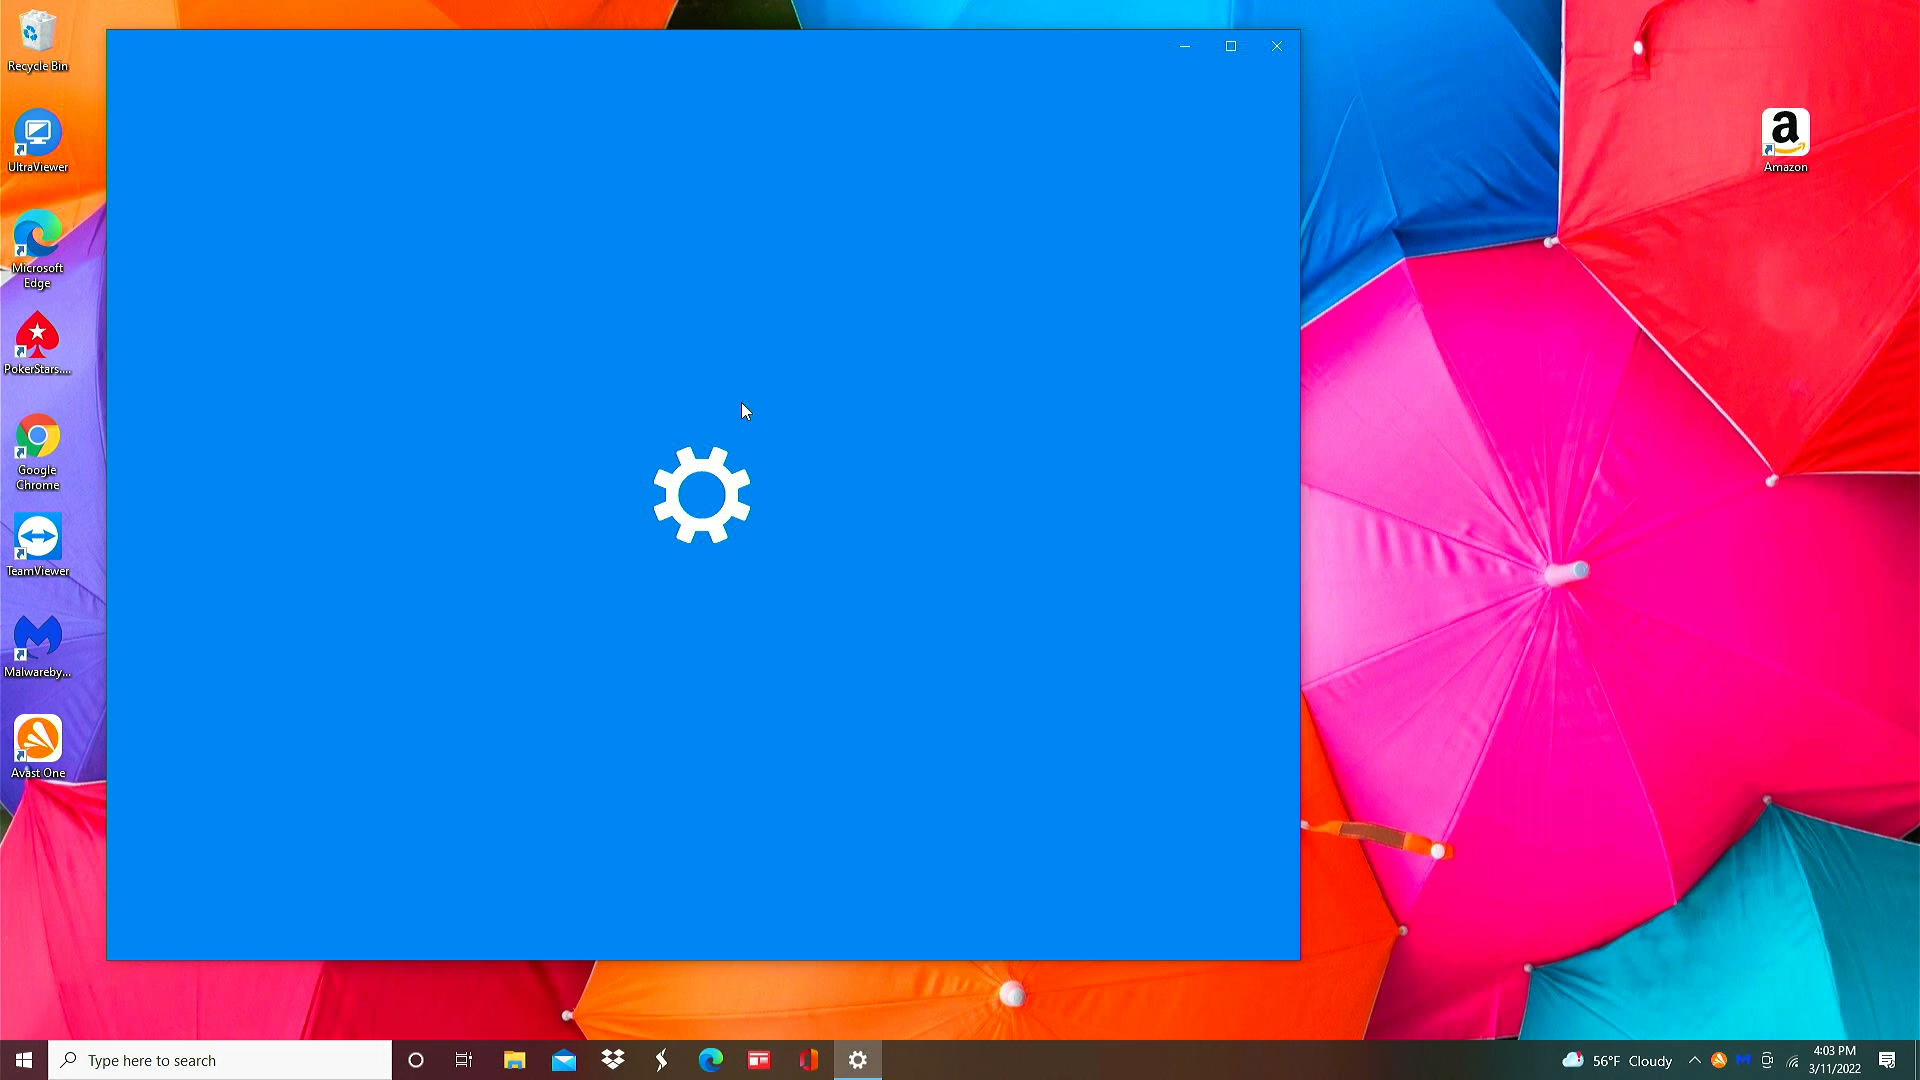 Recycle Bin
UltraViewer
Microsoft
Edge
PokerStars....
Google
Chrome
TeamViewer
Malwareby...
Avast One
a
Amazon
Type here to search
56°F Cloudy
4:03 PM
3/11/2022